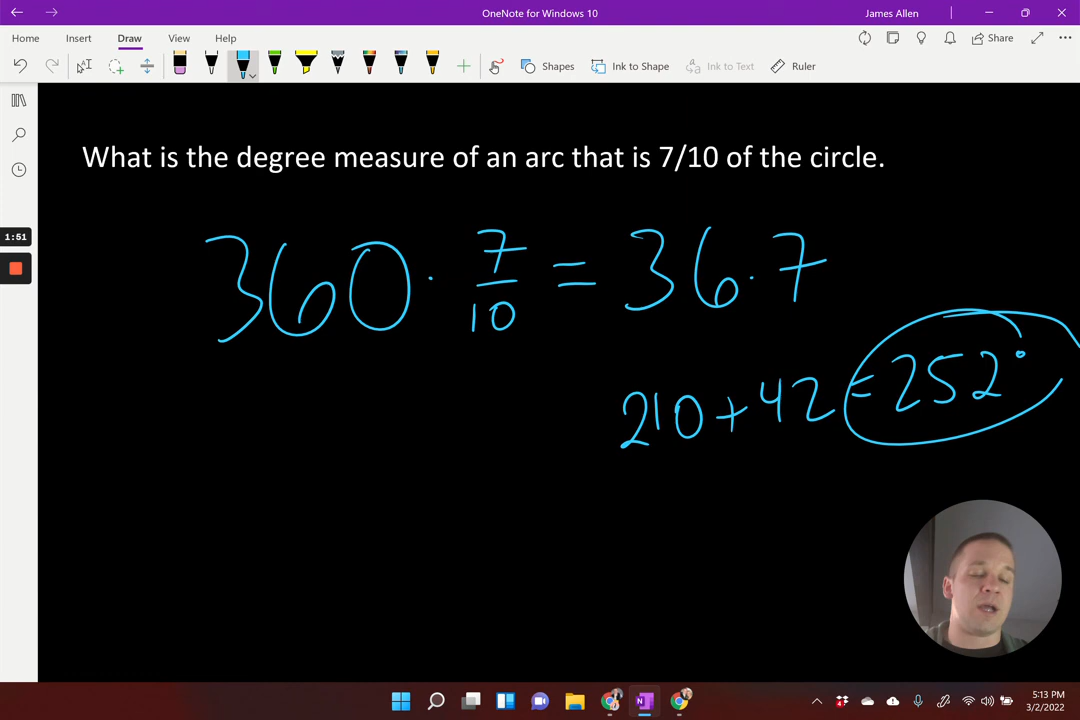 OneNote for Windows 10
James Allen
Home Insert Draw View Help
Share
Shapes Ink to Shape Ink to Text Ruler
What is the degree measure of an arc that is 7/10 of the circle.
1:51
360 · 7/10 = 36 · 7
210 + 42 = 252°
5:13 PM
3/2/2022